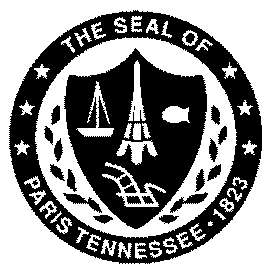 THE SEAL OF
PARIS TENNESSEE • 1823